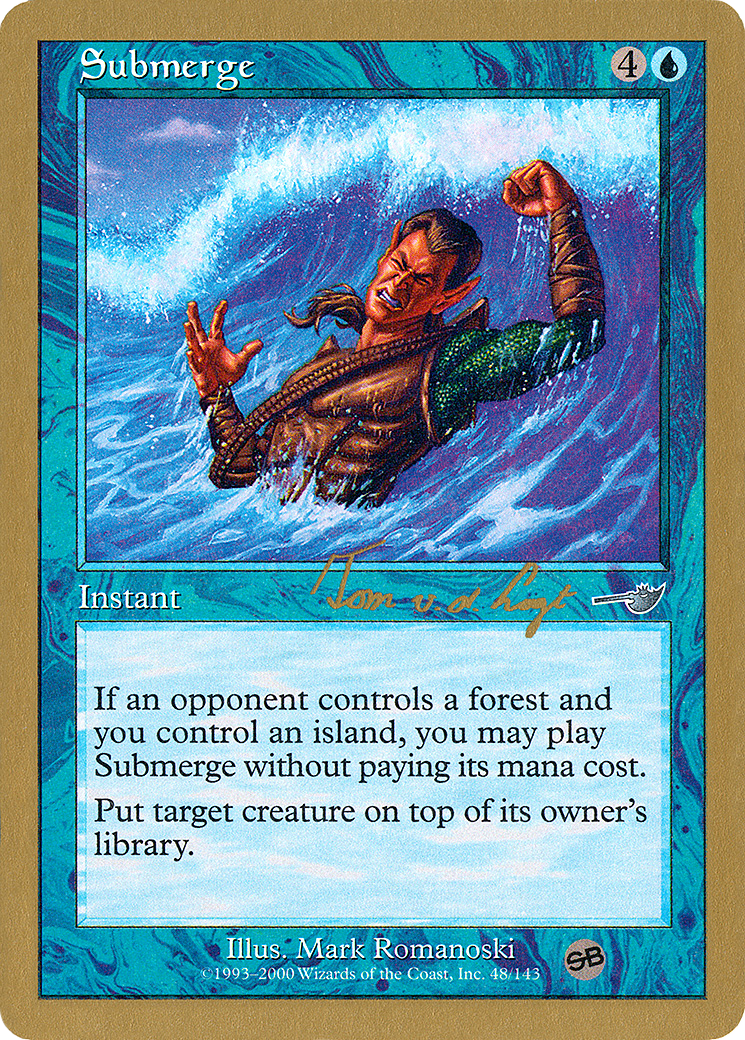 Submerge 4
Tom v.d. Logt
Instant
If an opponent controls a forest and
you control an island, you may play
Submerge without paying its mana cost.
Put target creature on top of its owner's
library.
Illus. Mark Romanoski
©1993–2000 Wizards of the Coast, Inc. 48/143
SB